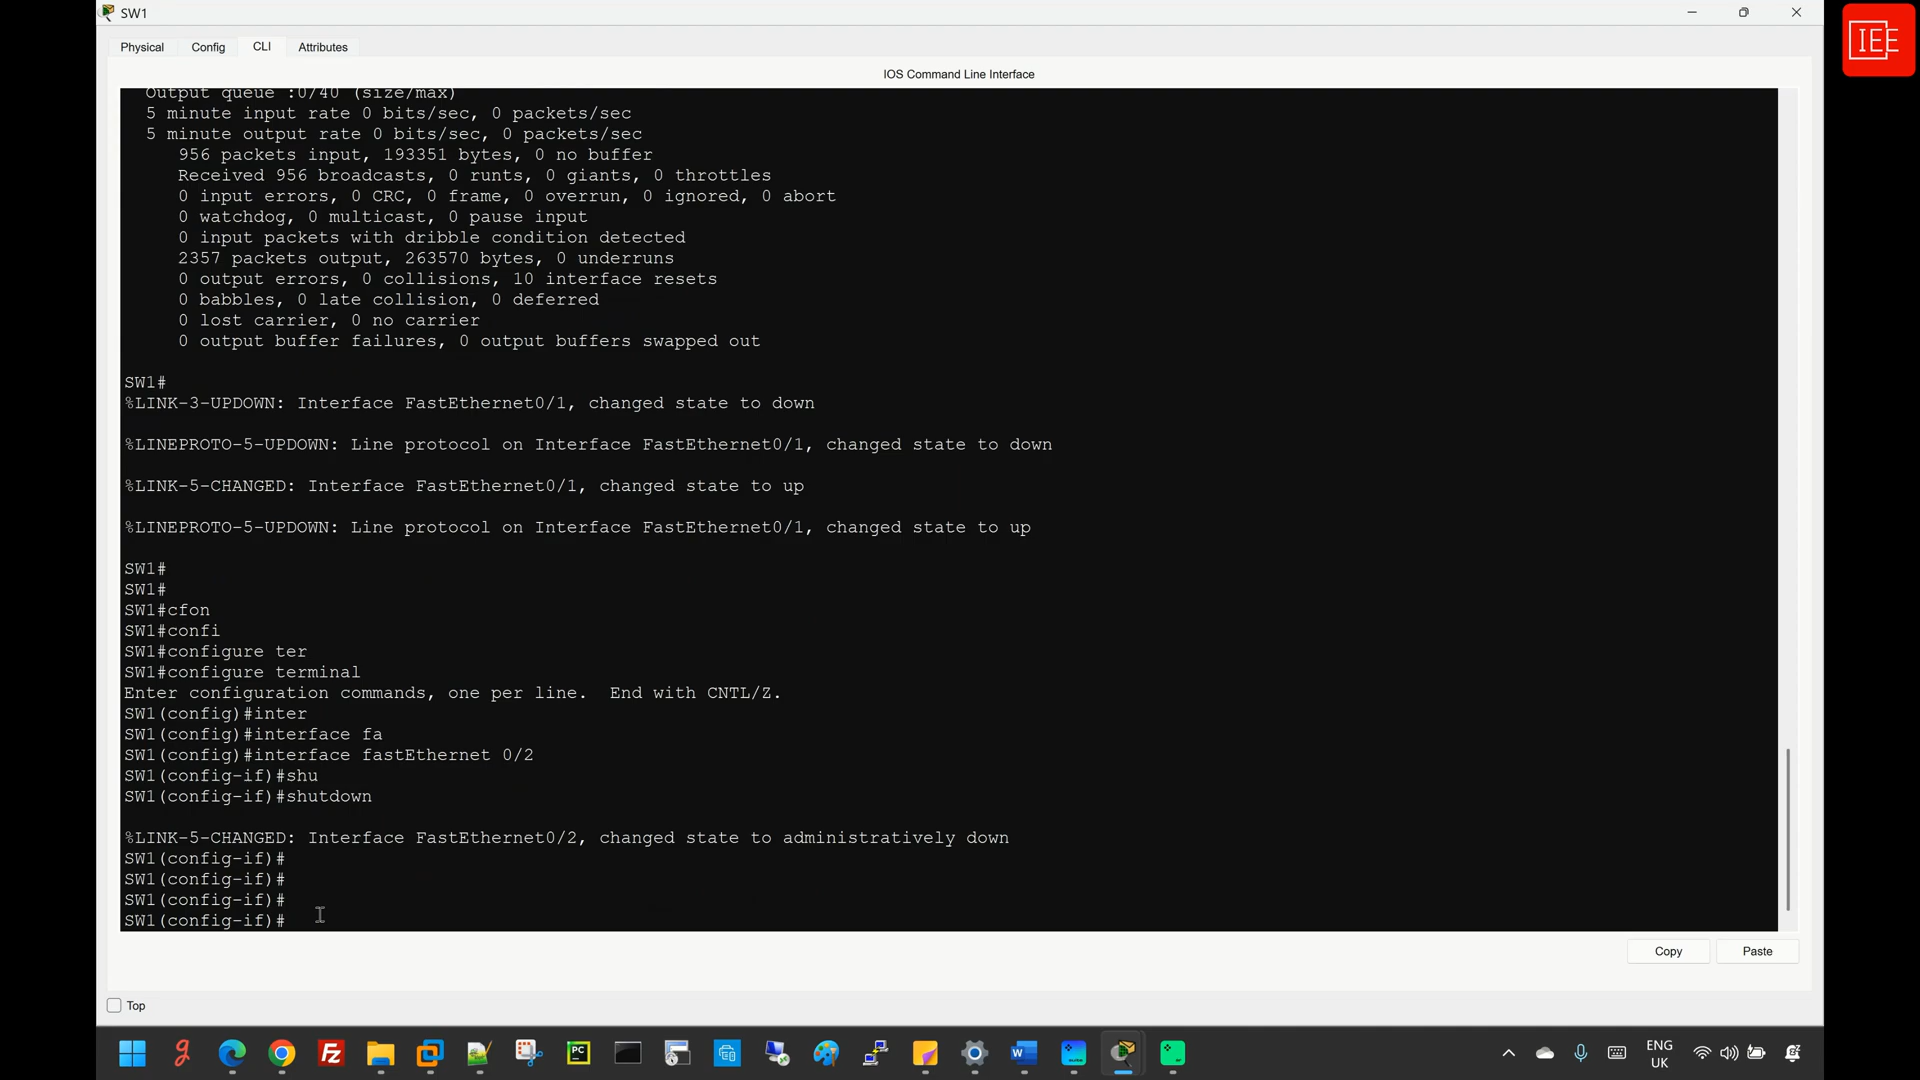 SW1
IEE
Physical Config CLI Attributes
IOS Command Line Interface
Output queue :0/40 (size/max)
5 minute input rate 0 bits/sec, 0 packets/sec
5 minute output rate 0 bits/sec, 0 packets/sec
956 packets input, 193351 bytes, 0 no buffer
Received 956 broadcasts, 0 runts, 0 giants, 0 throttles
0 input errors, 0 CRC, 0 frame, 0 overrun, 0 ignored, 0 abort
0 watchdog, 0 multicast, 0 pause input
0 input packets with dribble condition detected
2357 packets output, 263570 bytes, 0 underruns
0 output errors, 0 collisions, 10 interface resets
0 babbles, 0 late collision, 0 deferred
0 lost carrier, 0 no carrier
0 output buffer failures, 0 output buffers swapped out
SW1#
%LINK-3-UPDOWN: Interface FastEthernet0/1, changed state to down
%LINEPROTO-5-UPDOWN: Line protocol on Interface FastEthernet0/1, changed state to down
%LINK-5-CHANGED: Interface FastEthernet0/1, changed state to up
%LINEPROTO-5-UPDOWN: Line protocol on Interface FastEthernet0/1, changed state to up
SW1#
SW1#
SW1#cfon
SW1#confi
SW1#configure ter
SW1#configure terminal
Enter configuration commands, one per line.  End with CNTL/Z.
SW1(config)#inter
SW1(config)#interface fa
SW1(config)#interface fastEthernet 0/2
SW1(config-if)#shu
SW1(config-if)#shutdown
%LINK-5-CHANGED: Interface FastEthernet0/2, changed state to administratively down
SW1(config-if)#
SW1(config-if)#
SW1(config-if)#
SW1(config-if)#
Copy Paste
Top
ENG
UK